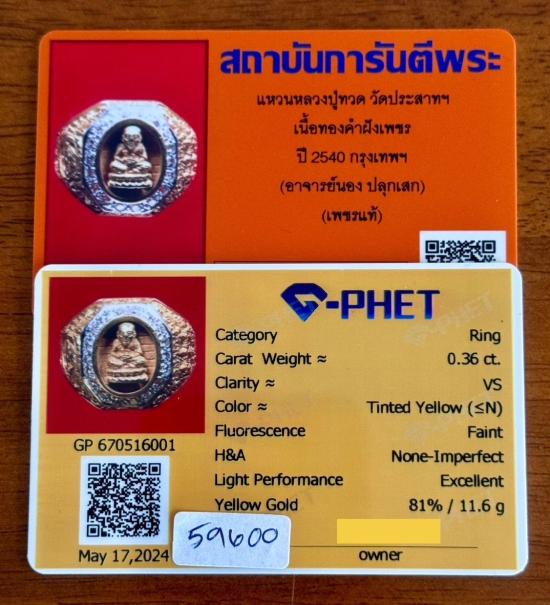 สถาบันการันตีพระ
แหวนหลวงปู่ทวด วัดประสาทฯ
เนื้อทองคำฝังเพชร
ปี 2540 กรุงเทพฯ
(อาจารย์นอง ปลุกเสก)
(เพชรแท้)
G-PHET
Category Ring
Carat Weight ≈ 0.36 ct.
Clarity ≈ VS
Color ≈ Tinted Yellow (≤N)
Fluorescence Faint
H&A None-Imperfect
Light Performance Excellent
Yellow Gold 81% / 11.6 g
GP 670516001
May 17,2024
59600
owner